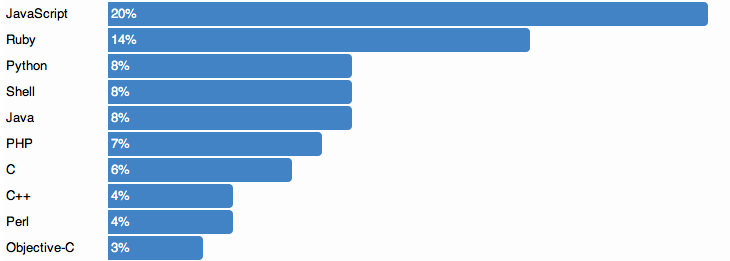 JavaScript 20%
Ruby 14%
Python 8%
Shell 8%
Java 8%
PHP 7%
C 6%
C++ 4%
Perl 4%
Objective-C 3%